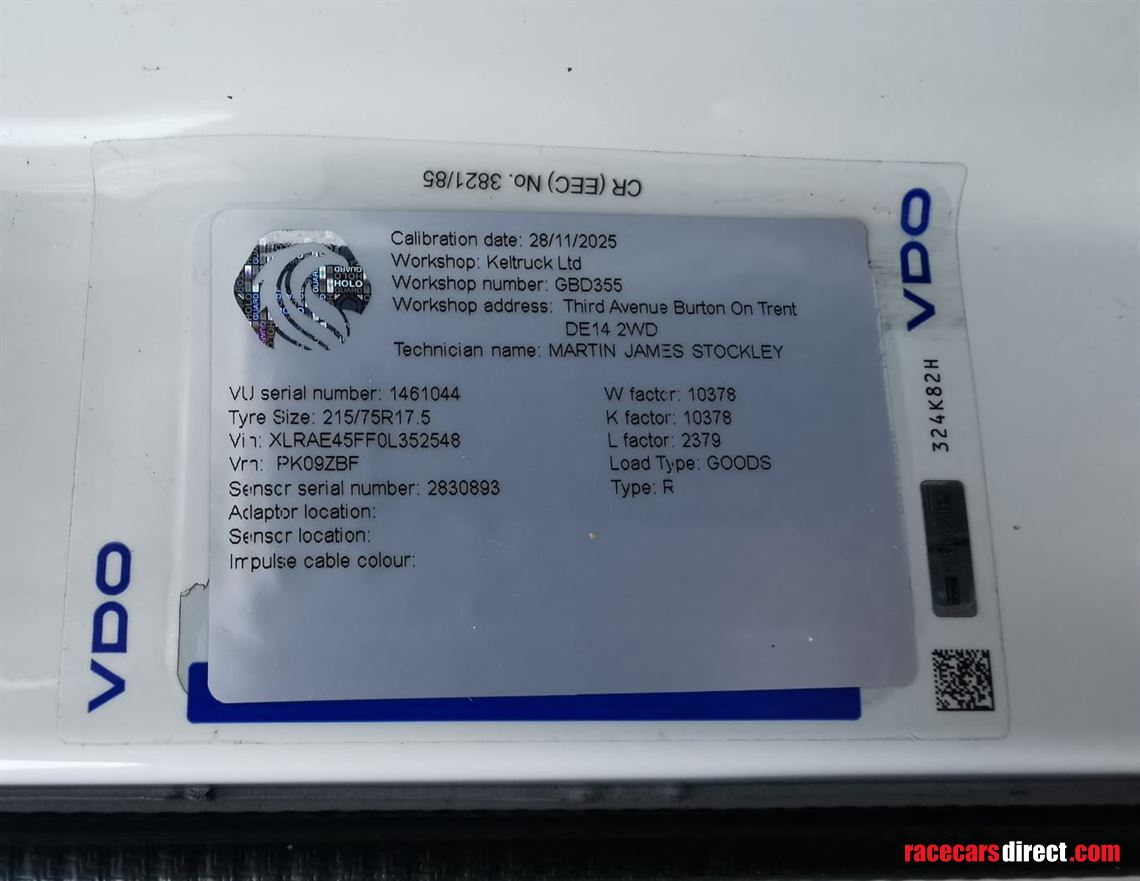 CR (EEC) No. 3821/85
Calibration date: 28/11/2025
Workshop: Keltruck Ltd
Workshop number: GBD355
Workshop address: Third Avenue Burton On Trent
DE14 2WD
Technician name: MARTIN JAMES STOCKLEY
VU serial number: 1461044
Tyre Size: 215/75R17.5
Vin: XLRAE45FF0L352548
Vrn: PK09ZBF
Sensor serial number: 2830893
Adaptor location:
Sensor location:
Impulse cable colour:
W factor: 10378
K factor: 10378
L factor: 2379
Load Type: GOODS
Type: R
VDO
324K82H
VDO
HOLO
GUARD
racecarsdirect.com